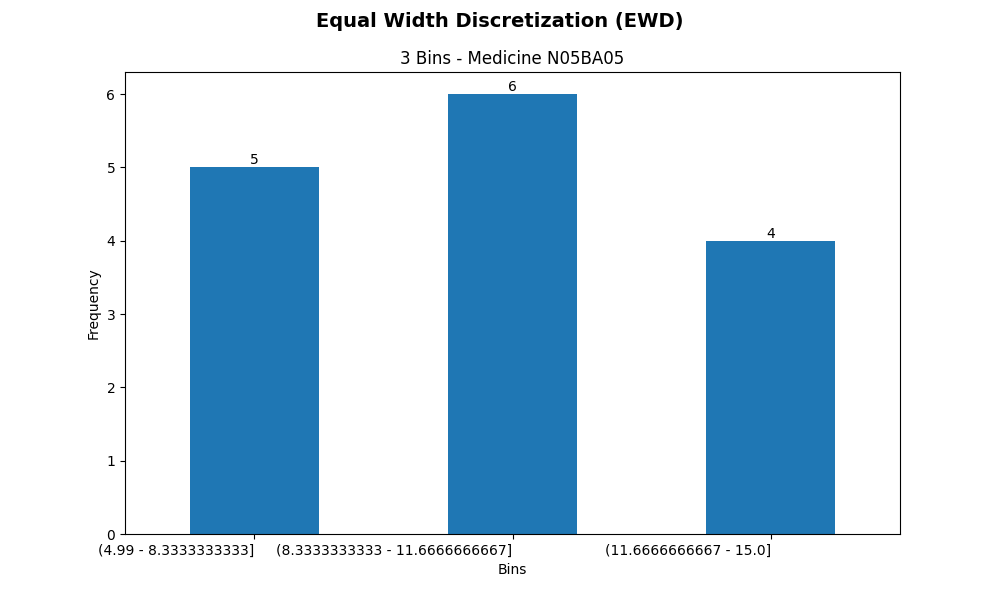 Equal Width Discretization (EWD)
3 Bins - Medicine N05BA05
6
5
4
3
2
1
0
Frequency
5
6
4
(4.99 - 8.3333333333]
(8.3333333333 - 11.6666666667]
(11.6666666667 - 15.0]
Bins